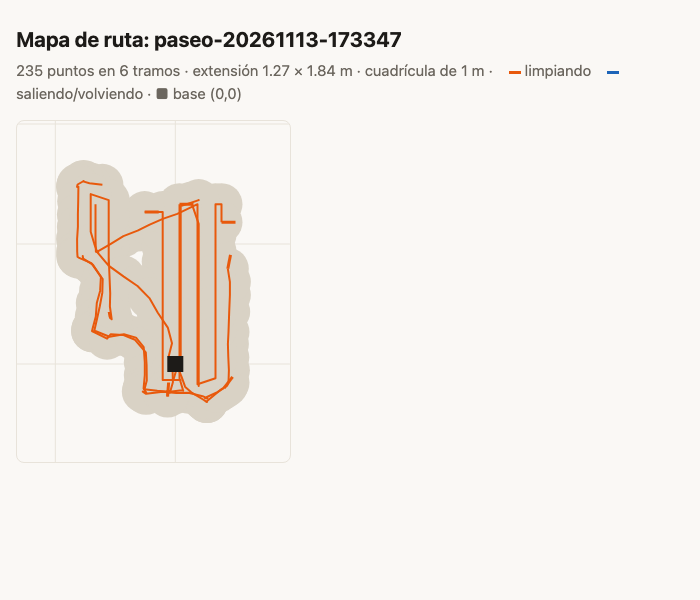 Mapa de ruta: paseo-20261113-173347
235 puntos en 6 tramos · extensión 1.27 × 1.84 m · cuadrícula de 1 m · limpiando
saliendo/volviendo · base (0,0)